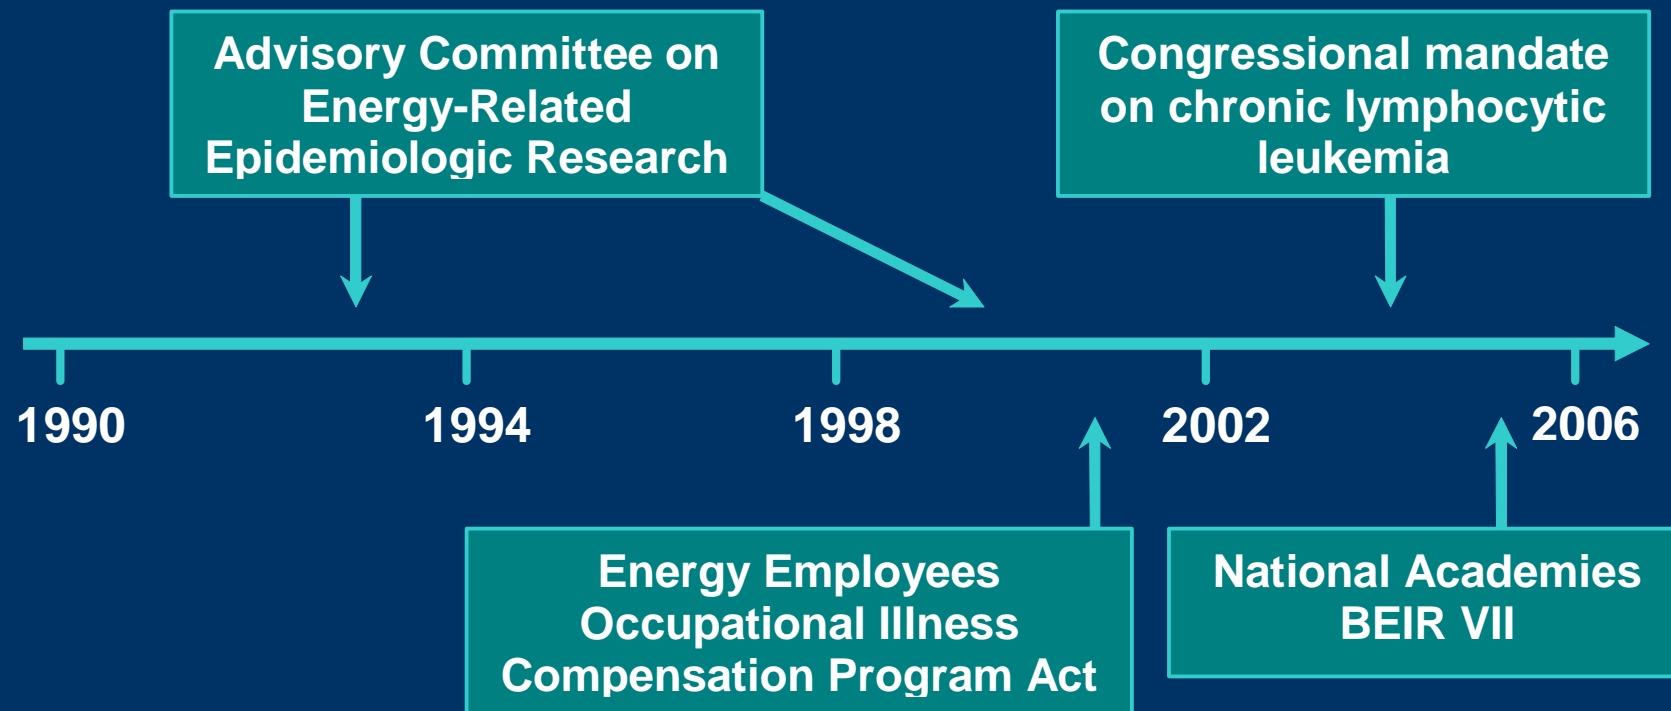 Advisory Committee on
Energy-Related
Epidemiologic Research
Congressional mandate
on chronic lymphocytic
leukemia
1990
1994
1998
2002
2006
Energy Employees
Occupational Illness
Compensation Program Act
National Academies
BEIR VII